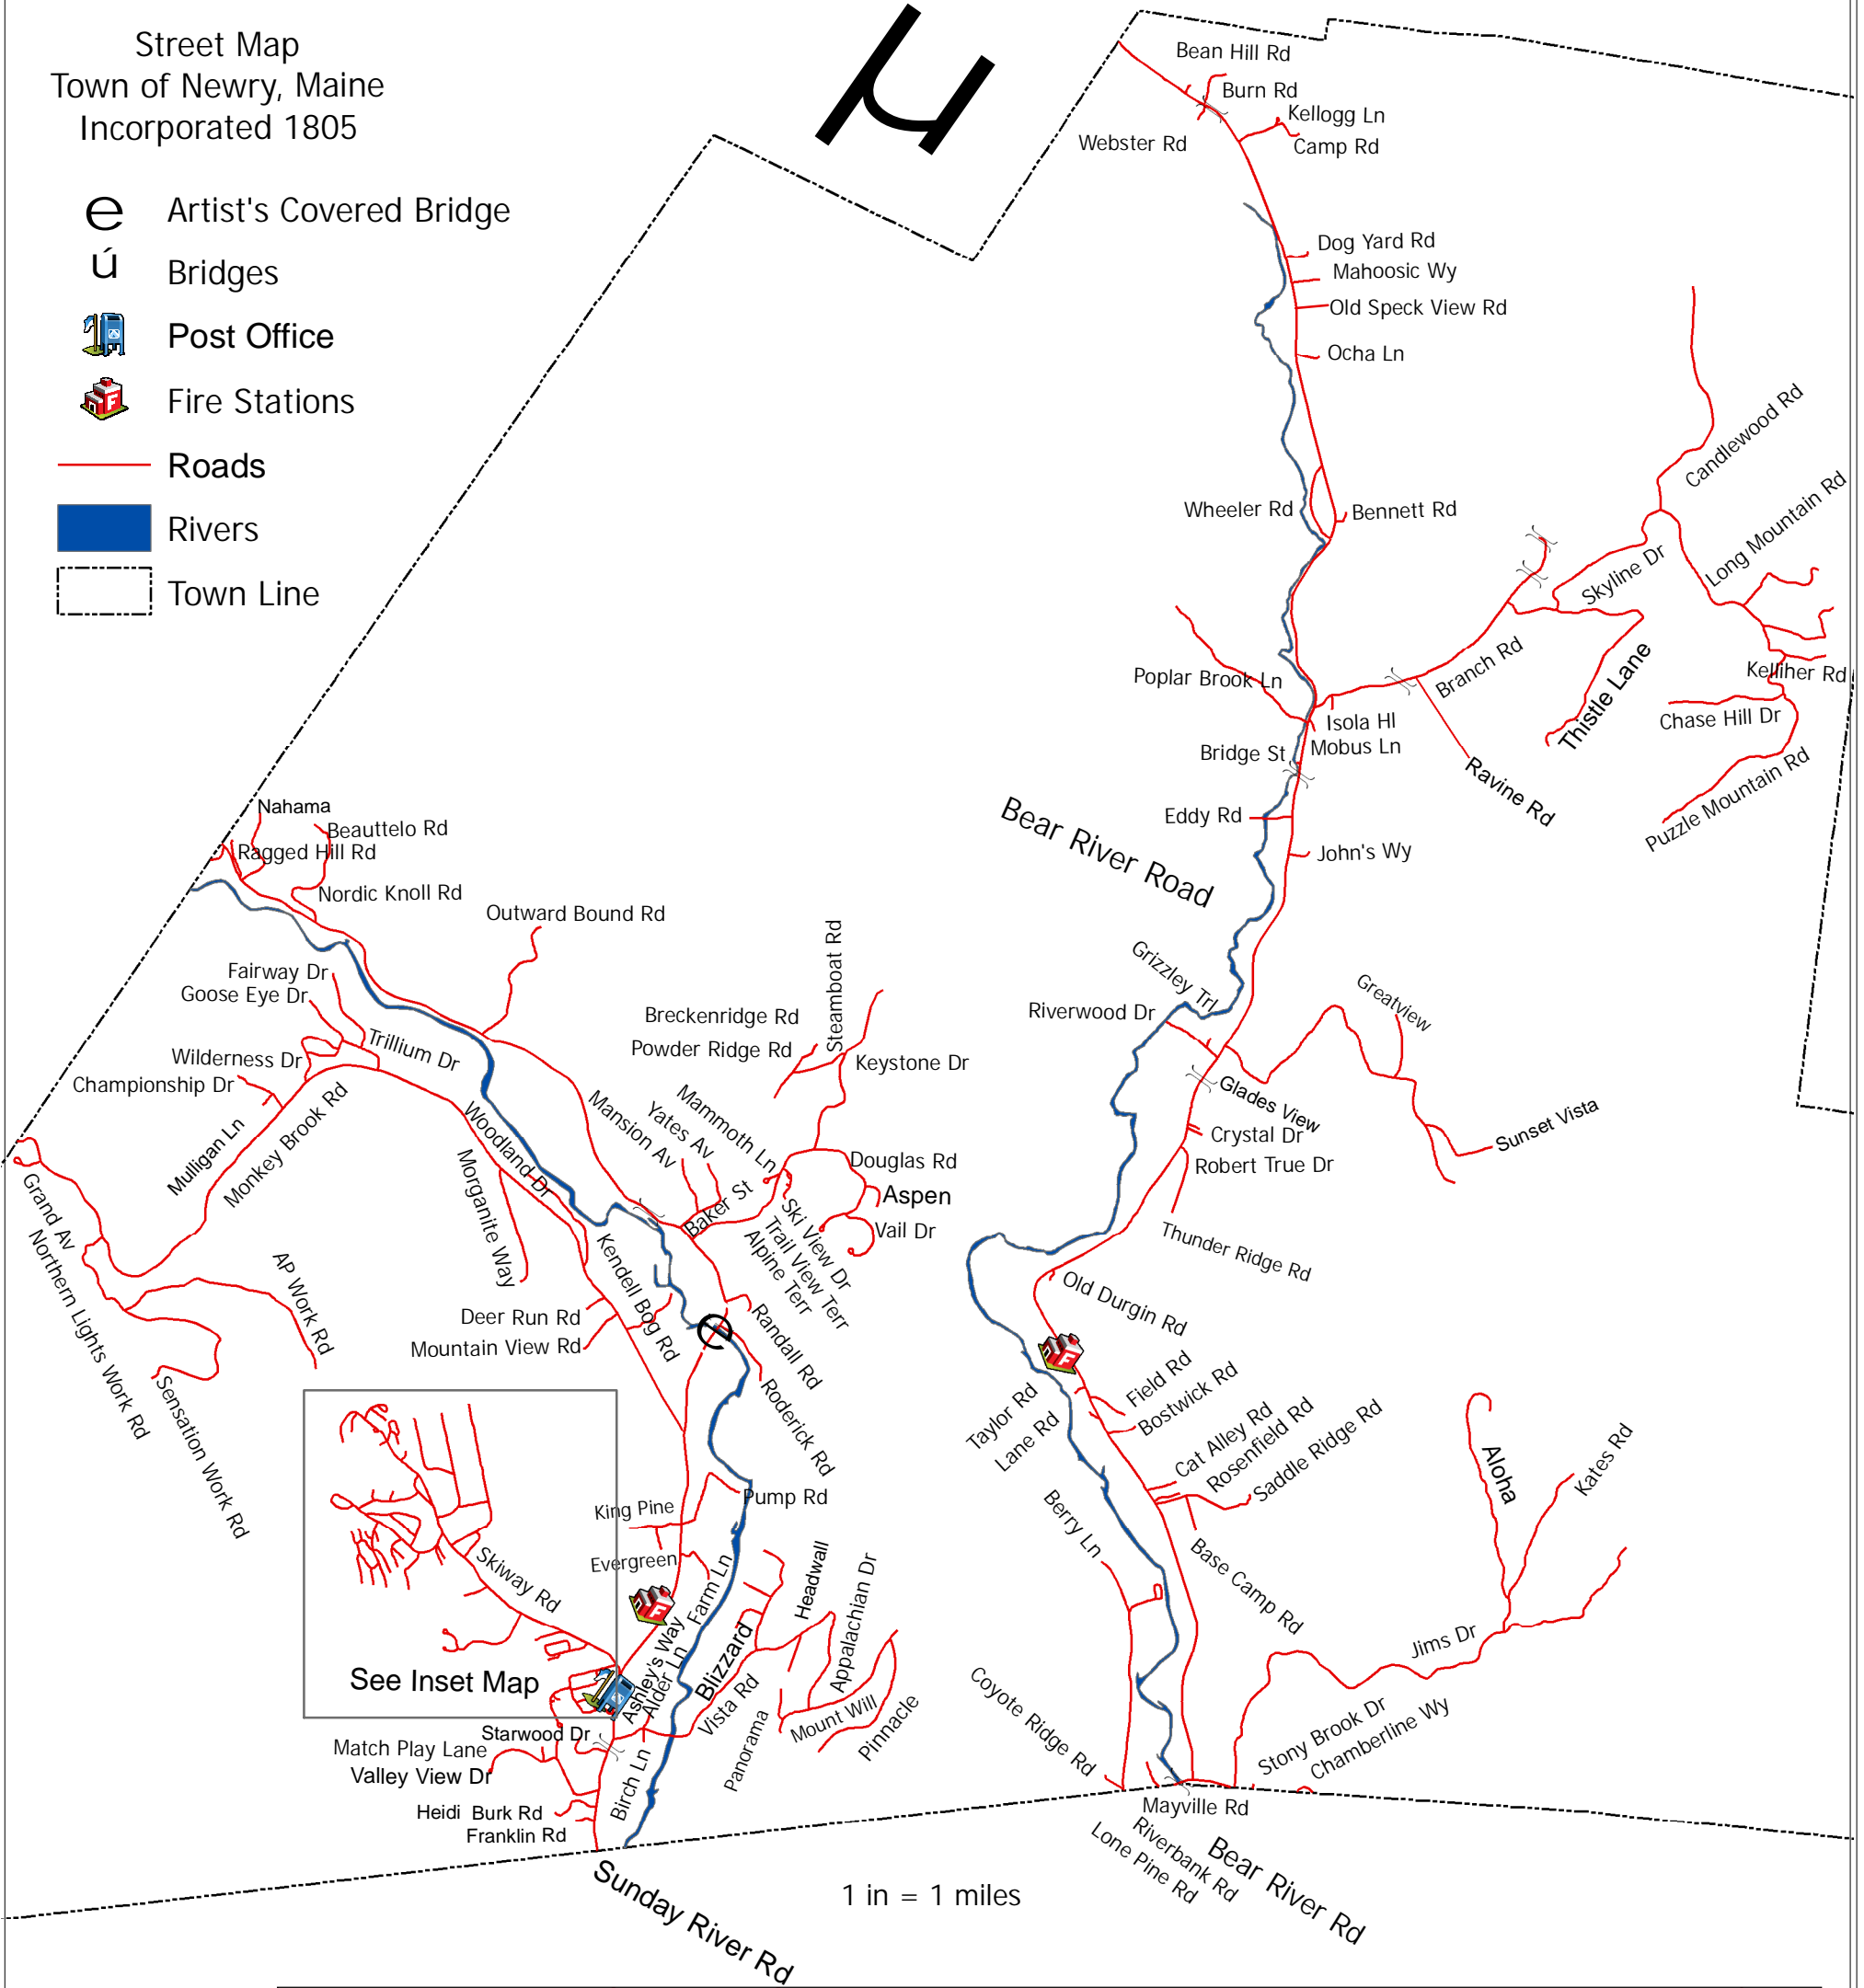 Street Map
Town of Newry, Maine
Incorporated 1805
e Artist's Covered Bridge
ú Bridges
Post Office
F Fire Stations
Roads
Rivers
Town Line
µ
Bean Hill Rd
Burn Rd
Kellogg Ln
Webster Rd
Camp Rd
Dog Yard Rd
Mahoosic Wy
Old Speck View Rd
Ocha Ln
Candlewood Rd
Wheeler Rd
Bennett Rd
Long Mountain Rd
Skyline Dr
Branch Rd
Poplar Brook Ln
Kelliher Rd
Thistle Lane
Isola Hl
Chase Hill Dr
Mobus Ln
Bridge St
Ravine Rd
Puzzle Mountain Rd
Eddy Rd
Bear River Road
John's Wy
Nahama
Beauttelo Rd
Ragged Hill Rd
Nordic Knoll Rd
Outward Bound Rd
Steamboat Rd
Grizzley Trl
Greatview
Fairway Dr
Goose Eye Dr
Breckenridge Rd
Riverwood Dr
Trillium Dr
Powder Ridge Rd
Wilderness Dr
Keystone Dr
Championship Dr
Glades View
Mammoth Ln
Yates Av
Mansion Av
Woodland Dr
Crystal Dr
Sunset Vista
Mulligan Ln
Monkey Brook Rd
Robert True Dr
Douglas Rd
Aspen
Morganite Way
Baker St
Ski View Dr
Trail View Terr
Alpine Terr
Vail Dr
Grand Av
Northern Lights Work Rd
AP Work Rd
Kendell Bog Rd
Thunder Ridge Rd
Old Durgin Rd
Deer Run Rd
Mountain View Rd
e
Randall Rd
F
Roderick Rd
Sensation Work Rd
Field Rd
Taylor Rd
Bostwick Rd
Lane Rd
Cat Alley Rd
Rosenfield Rd
Saddle Ridge Rd
Aloha
Kates Rd
King Pine
Pump Rd
Berry Ln
Evergreen
Skiway Rd
Farm Ln
Headwall
Appalachian Dr
Base Camp Rd
F
Jims Dr
See Inset Map
Ashley's Way
Alder Ln
Blizzard
Vista Rd
Coyote Ridge Rd
Mount Will
Pinnacle
Panorama
Starwood Dr
Match Play Lane
Valley View Dr
Birch Ln
Stony Brook Dr
Chamberline Wy
Heidi Burk Rd
Franklin Rd
Mayville Rd
Riverbank Rd
Lone Pine Rd
Bear River Rd
Sunday River Rd
1 in = 1 miles